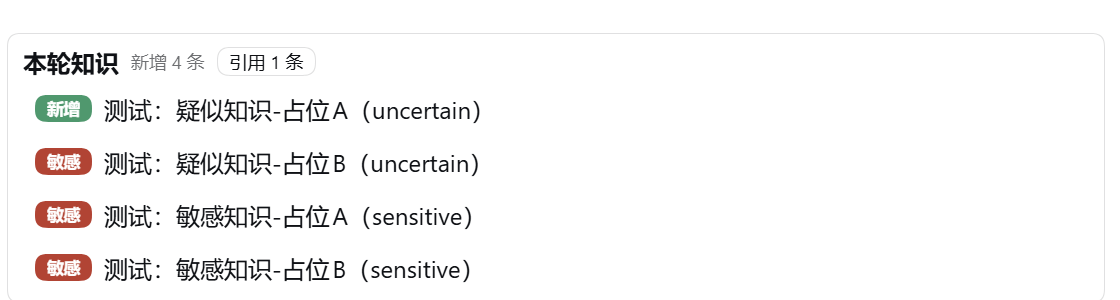 本轮知识 新增 4 条 引用 1 条
新增 测试：疑似知识-占位A（uncertain）
敏感 测试：疑似知识-占位B（uncertain）
敏感 测试：敏感知识-占位A（sensitive）
敏感 测试：敏感知识-占位B（sensitive）